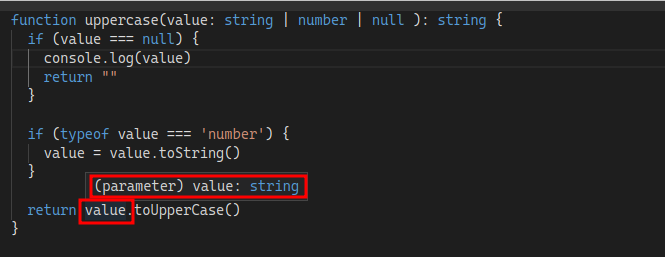 function uppercase(value: string | number | null ): string {
if (value === null) {
console.log(value)
return ""
}
if (typeof value === 'number') {
value = value.toString()
}
(parameter) value: string
return value.toUpperCase()
}